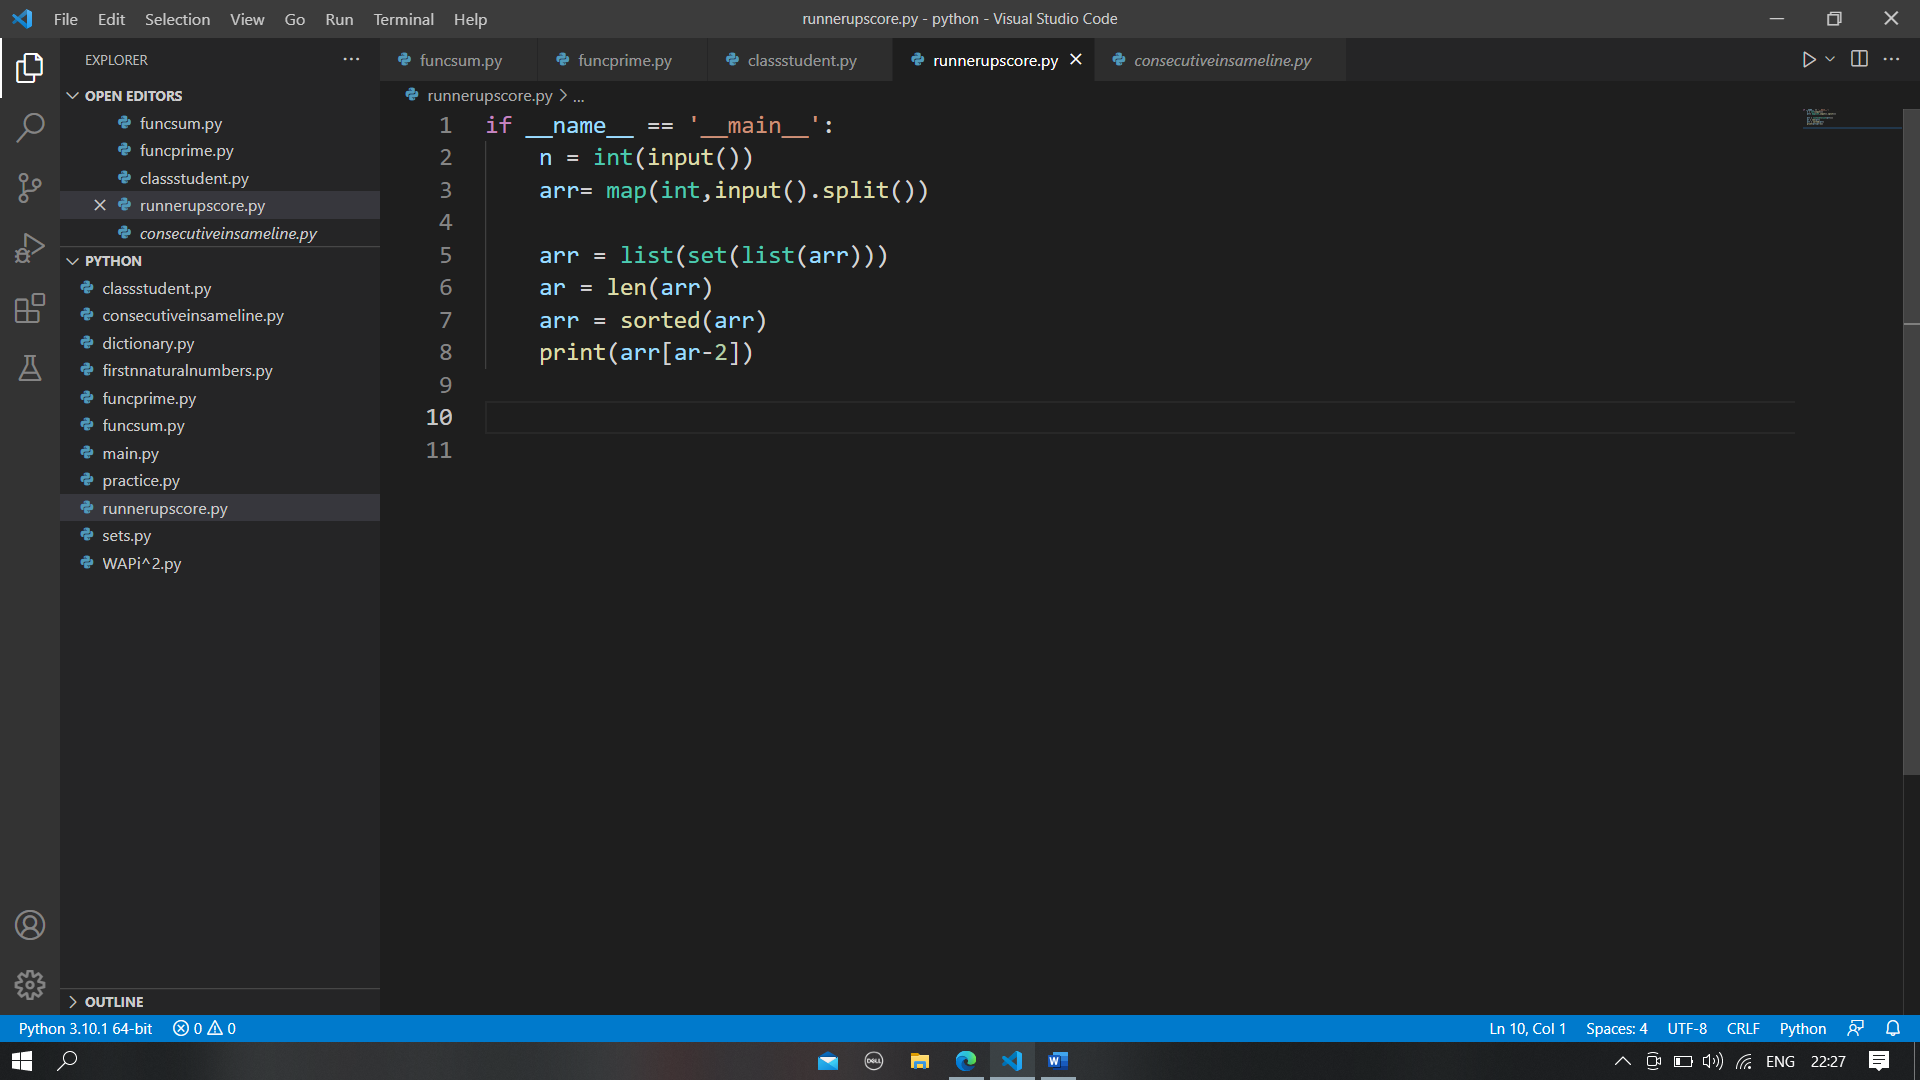 File Edit Selection View Go Run Terminal Help
runnerupscore.py - python - Visual Studio Code
EXPLORER
OPEN EDITORS
funcsum.py
funcprime.py
classstudent.py
runnerupscore.py
consecutiveinsameline.py
PYTHON
classstudent.py
consecutiveinsameline.py
dictionary.py
firstnnaturalnumbers.py
funcprime.py
funcsum.py
main.py
practice.py
runnerupscore.py
sets.py
WAPi^2.py
OUTLINE
funcsum.py funcprime.py classstudent.py runnerupscore.py consecutiveinsameline.py
runnerupscore.py > ...
1 if __name__ == '__main__':
2     n = int(input())
3     arr= map(int,input().split())
4
5     arr = list(set(list(arr)))
6     ar = len(arr)
7     arr = sorted(arr)
8     print(arr[ar-2])
9
10
11
Python 3.10.1 64-bit 0 0 Ln 10, Col 1 Spaces: 4 UTF-8 CRLF Python
DELL W ENG 22:27